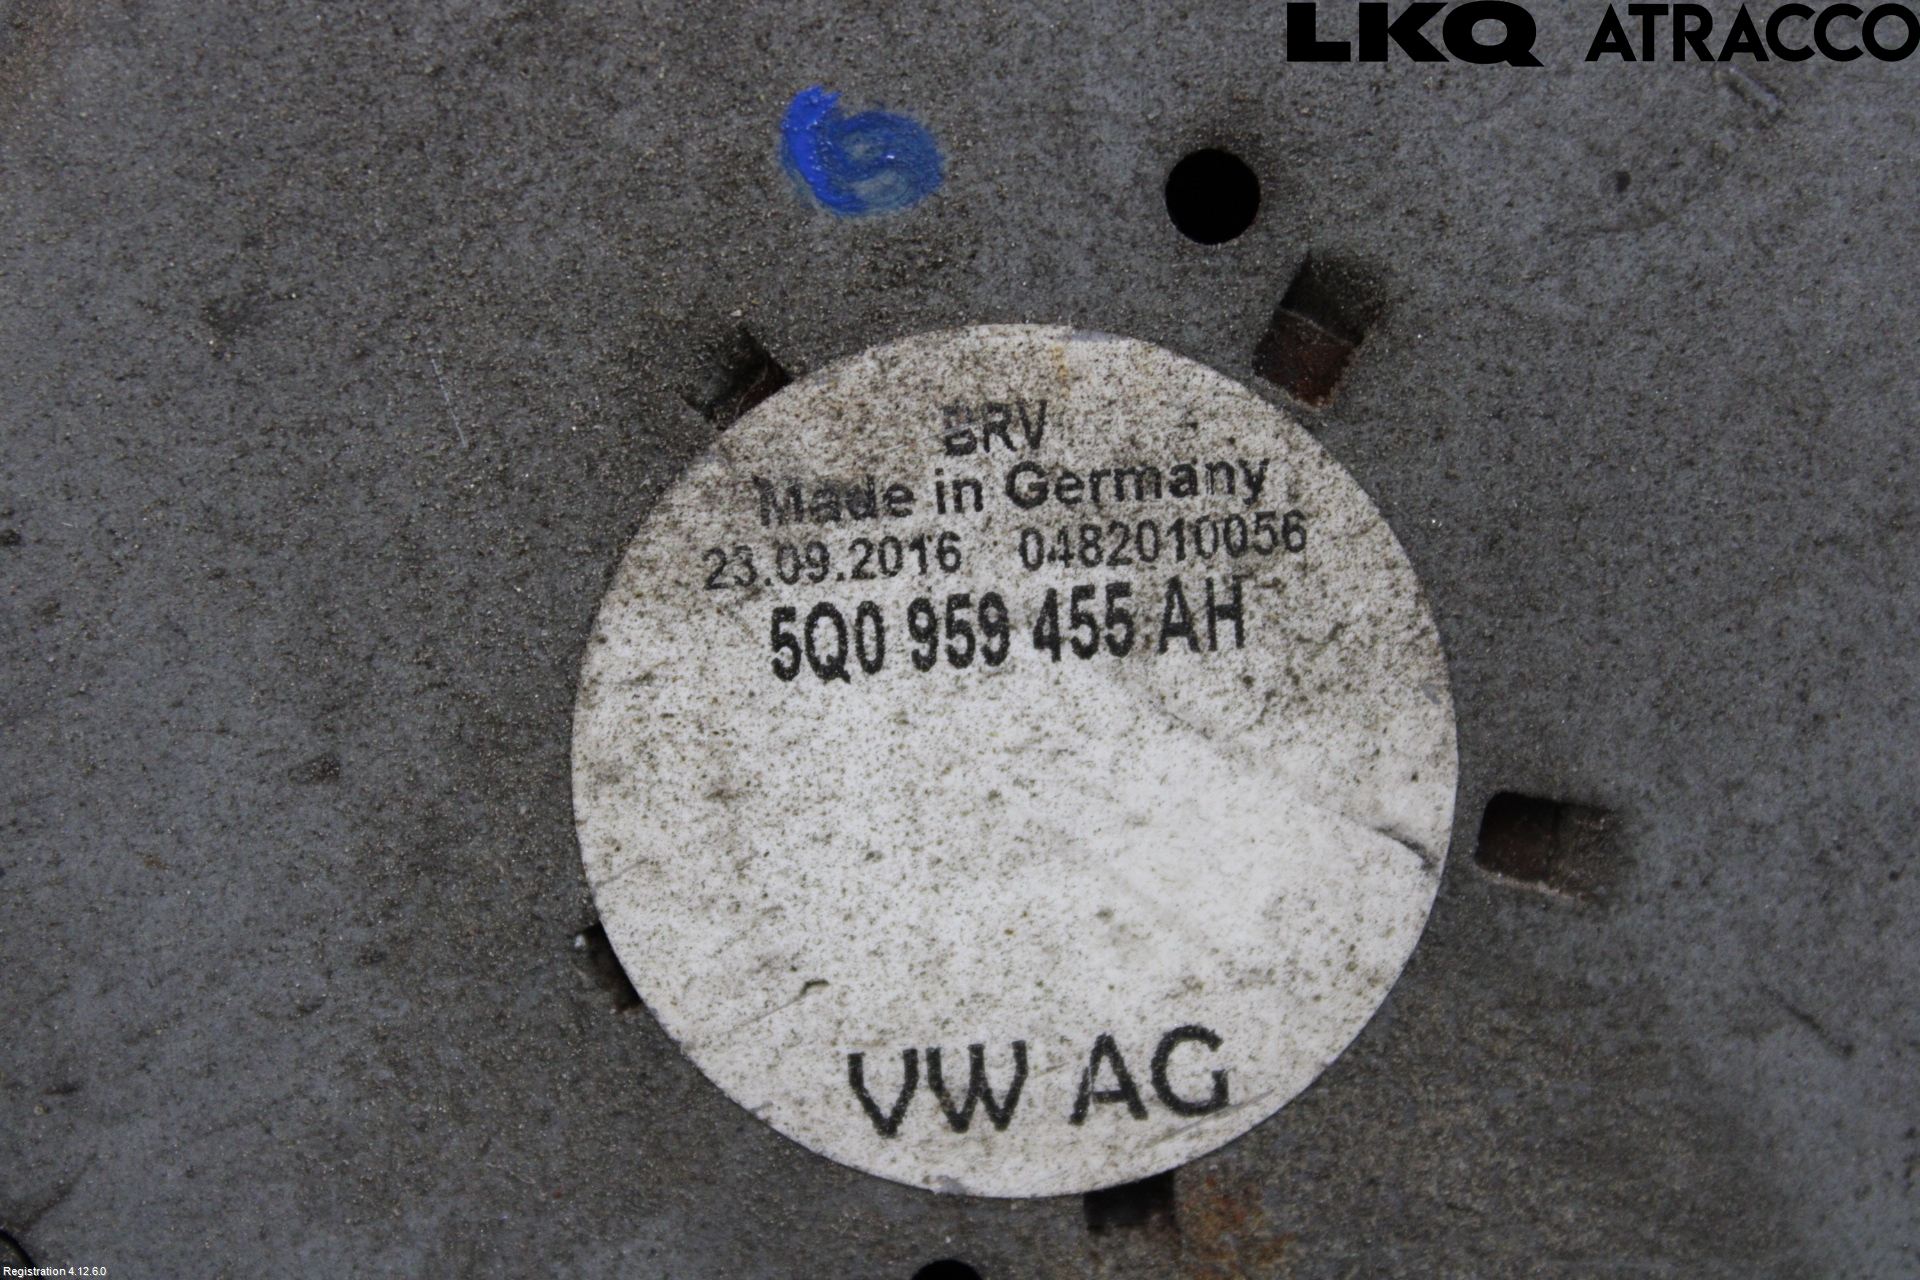 LKQ ATRACCO
BRV
Made in Germany
23.09.2016 0482010056
5Q0 959 455 AH
VW AG
Registration 4.12.6.0